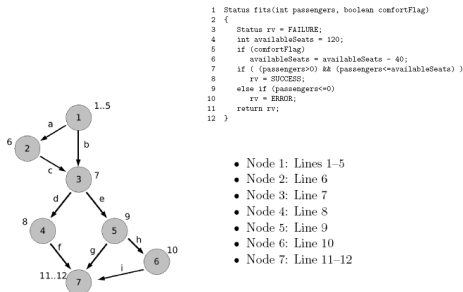 1 Status fits(int passengers, boolean comfortFlag)
2 {
3 Status rv = FAILURE;
4 int availableSeats = 120;
5 if (comfortFlag)
6 availableSeats = availableSeats - 40;
7 if ( (passengers>0) && (passengers<=availableSeats) )
8 rv = SUCCESS;
9 else if (passengers<=0)
10 rv = ERROR;
11 return rv;
12 }
1..5
1
a
b
6
2
c
3
7
d
e
8
4
9
5
f
g
h
10
6
i
11..12
7
• Node 1: Lines 1–5
• Node 2: Line 6
• Node 3: Line 7
• Node 4: Line 8
• Node 5: Line 9
• Node 6: Line 10
• Node 7: Line 11–12